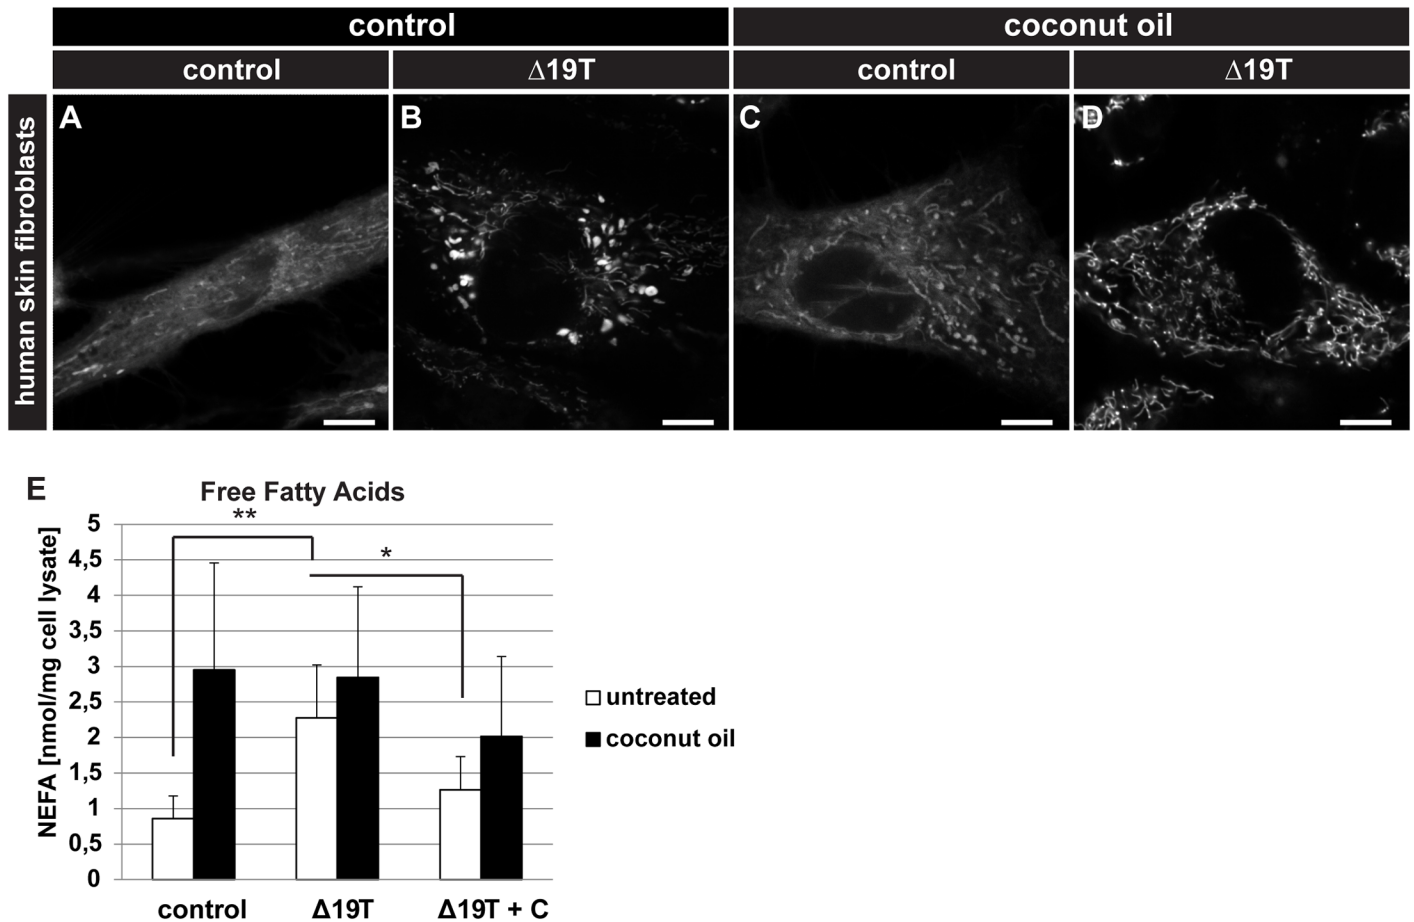 control
coconut oil
control
Δ19T
control
Δ19T
human skin fibroblasts
A
B
C
D
E
Free Fatty Acids
**
*
NEFA [nmol/mg cell lysate]
5
4,5
4
3,5
3
2,5
2
1,5
1
0,5
0
control
Δ19T
Δ19T + C
untreated
coconut oil